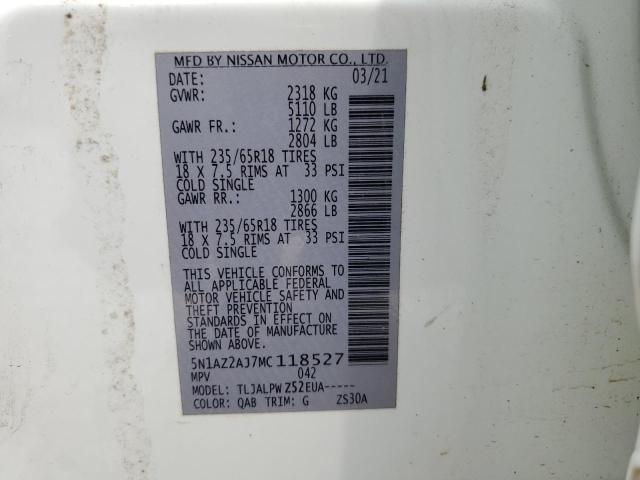 MFD BY NISSAN MOTOR CO., LTD.
DATE: 03/21
GVWR: 2318 KG
5110 LB
GAWR FR.: 1272 KG
2804 LB
WITH 235/65R18 TIRES
18 X 7.5 RIMS AT 33 PSI
COLD SINGLE
GAWR RR.: 1300 KG
2866 LB
WITH 235/65R18 TIRES
18 X 7.5 RIMS AT 33 PSI
COLD SINGLE
THIS VEHICLE CONFORMS TO
ALL APPLICABLE FEDERAL
MOTOR VEHICLE SAFETY AND
THEFT PREVENTION
STANDARDS IN EFFECT ON
THE DATE OF MANUFACTURE
SHOWN ABOVE.
5N1AZ2AJ7MC118527
MPV 042
MODEL: TLJALPWZ52EUA-----
COLOR: QAB TRIM: G ZS30A